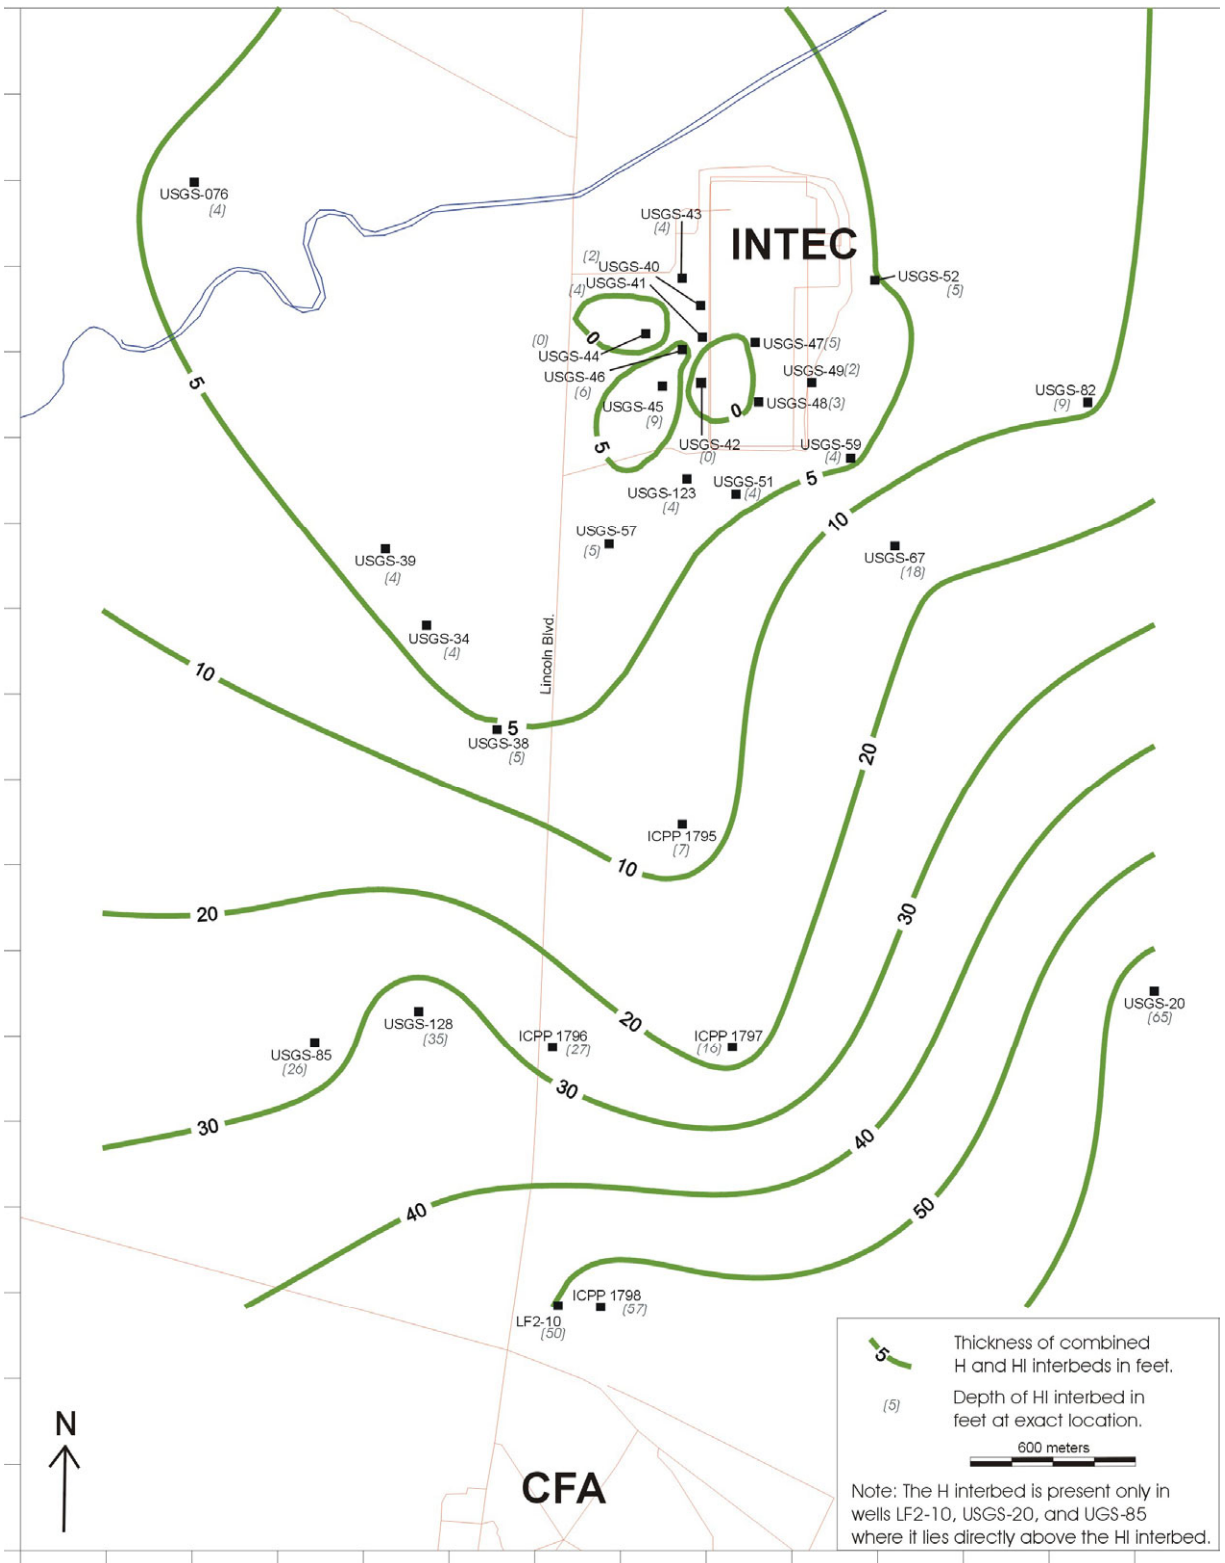 USGS-076
(4)
USGS-43
(4)
INTEC
(2)
USGS-40
USGS-41
(4)
USGS-52
(5)
0
(0)
USGS-44
USGS-47(5)
USGS-46
(6)
USGS-49(2)
5
USGS-82
(9)
USGS-45
(9)
0
USGS-48(3)
5
USGS-42
(0)
USGS-59
(4)
5
USGS-123
(4)
USGS-51
(4)
10
USGS-57
(5)
USGS-39
(4)
USGS-67
(18)
USGS-34
(4)
Lincoln Blvd.
10
5
USGS-38
(5)
20
ICPP 1795
(7)
10
20
30
USGS-20
(65)
USGS-128
(35)
20
ICPP 1796
(27)
ICPP 1797
(16)
USGS-85
(26)
30
30
40
40
50
ICPP 1798
(57)
LF2-10
(50)
5
Thickness of combined
H and HI interbeds in feet.
(5)
Depth of HI interbed in
feet at exact location.
600 meters
Note: The H interbed is present only in
wells LF2-10, USGS-20, and UGS-85
where it lies directly above the HI interbed.
N
CFA